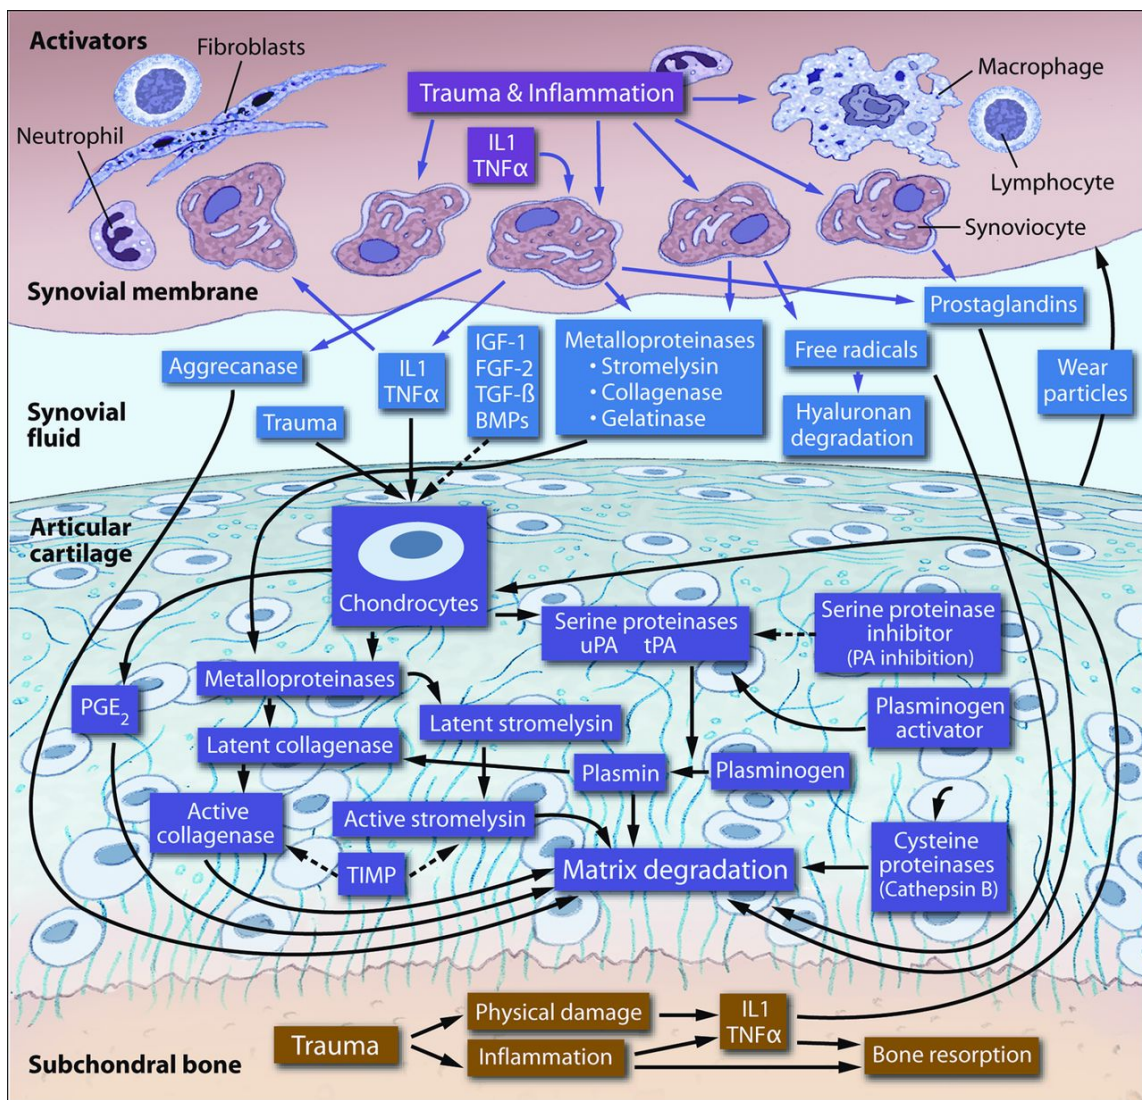 Activators
Fibroblasts
Neutrophil
Trauma & Inflammation
IL1
TNFα
Macrophage
Lymphocyte
Synoviocyte
Synovial membrane
Prostaglandins
Aggrecanase
IL1
TNFα
IGF-1
FGF-2
TGF-ß
BMPs
Metalloproteinases
• Stromelysin
• Collagenase
• Gelatinase
Free radicals
Hyaluronan
degradation
Wear
particles
Synovial
fluid
Trauma
Articular
cartilage
Chondrocytes
Serine proteinases
uPA tPA
Serine proteinase
inhibitor
(PA inhibition)
PGE₂
Metalloproteinases
Latent stromelysin
Plasminogen
activator
Latent collagenase
Plasmin
Plasminogen
Active
collagenase
Active stromelysin
TIMP
Matrix degradation
Cysteine
proteinases
(Cathepsin B)
Subchondral bone
Trauma
Physical damage
Inflammation
IL1
TNFα
Bone resorption